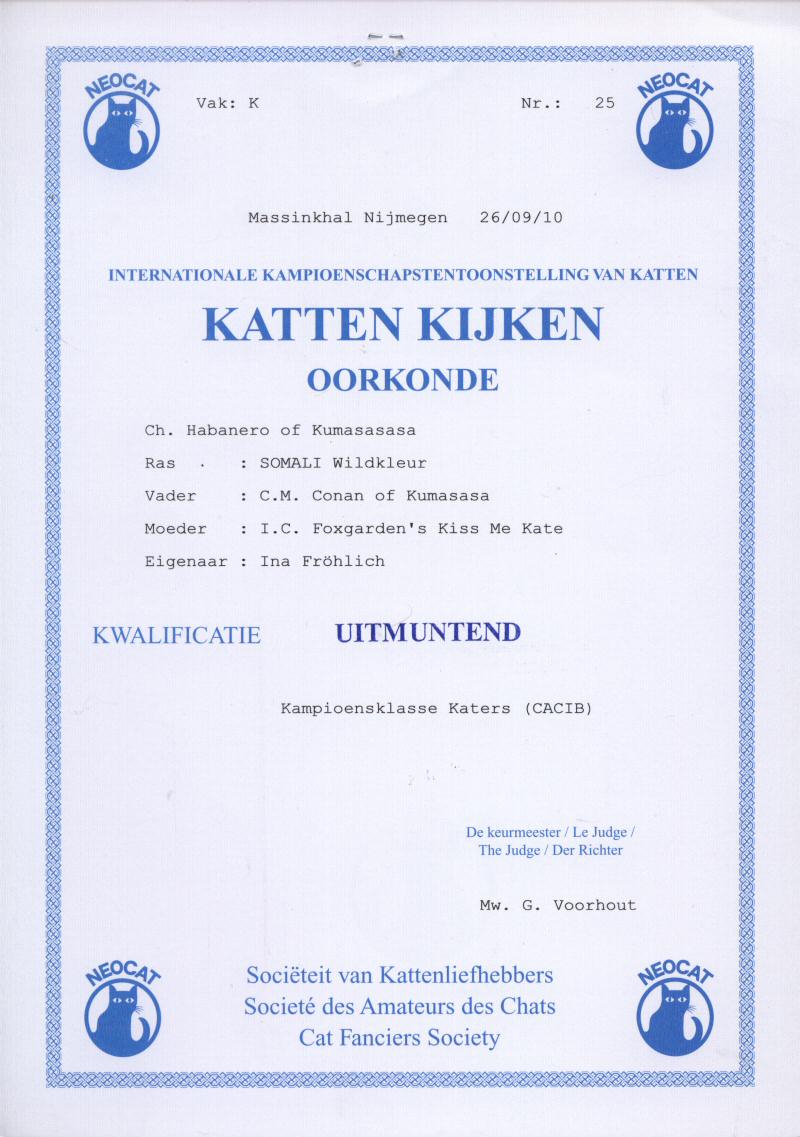 NEOCAT
Vak: K
Nr.: 25
NEOCAT
Massinkhal Nijmegen 26/09/10
INTERNATIONALE KAMPIOENSCHAPSTENTOONSTELLING VAN KATTEN
KATTEN KIJKEN
OORKONDE
Ch. Habanero of Kumasasasa
Ras : SOMALI Wildkleur
Vader : C.M. Conan of Kumasasa
Moeder : I.C. Foxgarden's Kiss Me Kate
Eigenaar : Ina Fröhlich
KWALIFICATIE UITMUNTEND
Kampioensklasse Katers (CACIB)
De keurmeester / Le Judge /
The Judge / Der Richter
Mw. G. Voorhout
NEOCAT
NEOCAT
Sociëteit van Kattenliefhebbers
Societé des Amateurs des Chats
Cat Fanciers Society